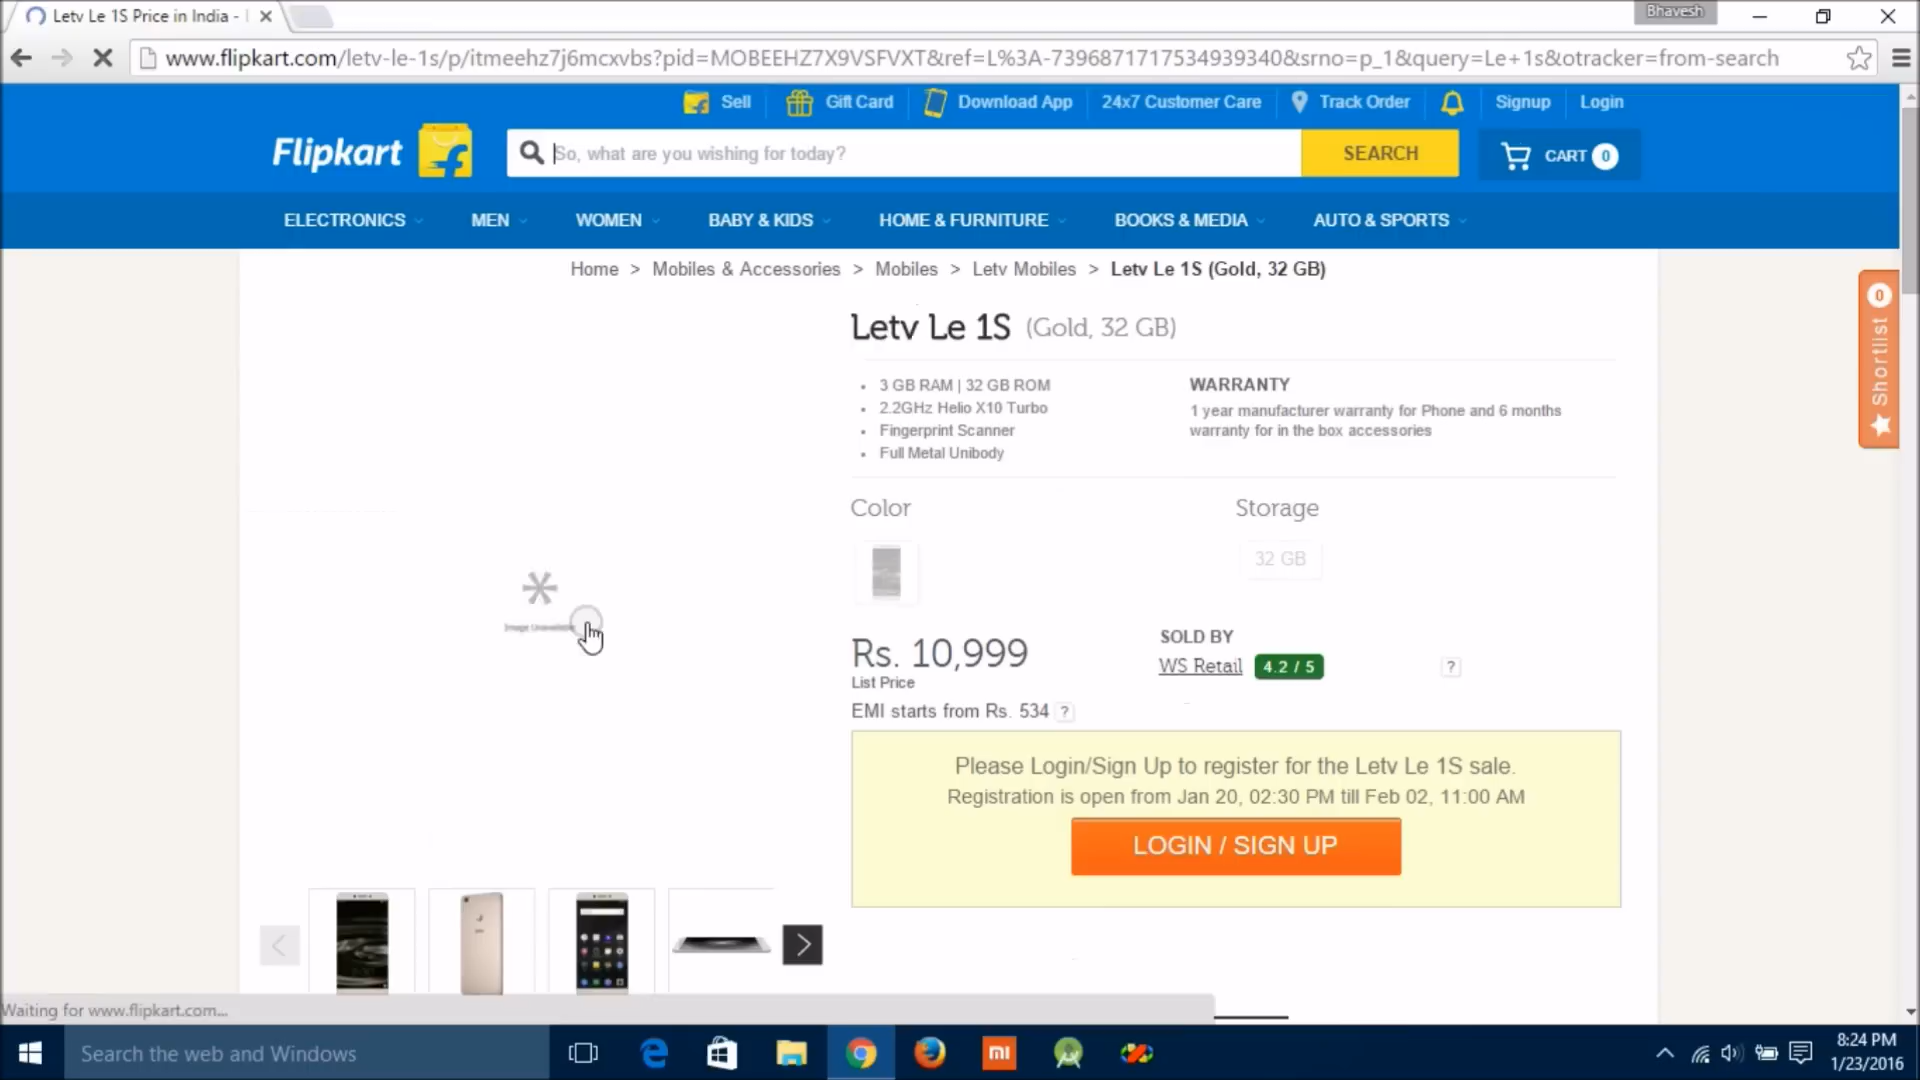 Letv Le 1S Price in India -
Bhavesh
www.flipkart.com/letv-le-1s/p/itmeehz7j6mcxvbs?pid=MOBEEHZ7X9VSFVXT&ref=L%3A-7396871717534939340&srno=p_1&query=Le+1s&otracker=from-search
Sell Gift Card Download App 24x7 Customer Care Track Order Signup Login
Flipkart
So, what are you wishing for today?
SEARCH
CART 0
ELECTRONICS MEN WOMEN BABY & KIDS HOME & FURNITURE BOOKS & MEDIA AUTO & SPORTS
Home > Mobiles & Accessories > Mobiles > Letv Mobiles > Letv Le 1S (Gold, 32 GB)
0
Shortlist
Letv Le 1S (Gold, 32 GB)
3 GB RAM | 32 GB ROM
2.2GHz Helio X10 Turbo
Fingerprint Scanner
Full Metal Unibody
WARRANTY
1 year manufacturer warranty for Phone and 6 months
warranty for in the box accessories
Color
Storage
32 GB
Image Unavailable
Rs. 10,999
List Price
EMI starts from Rs. 534 ?
SOLD BY
WS Retail 4.2 / 5 ?
Please Login/Sign Up to register for the Letv Le 1S sale.
Registration is open from Jan 20, 02:30 PM till Feb 02, 11:00 AM
LOGIN / SIGN UP
Waiting for www.flipkart.com...
Search the web and Windows
mi
8:24 PM
1/23/2016